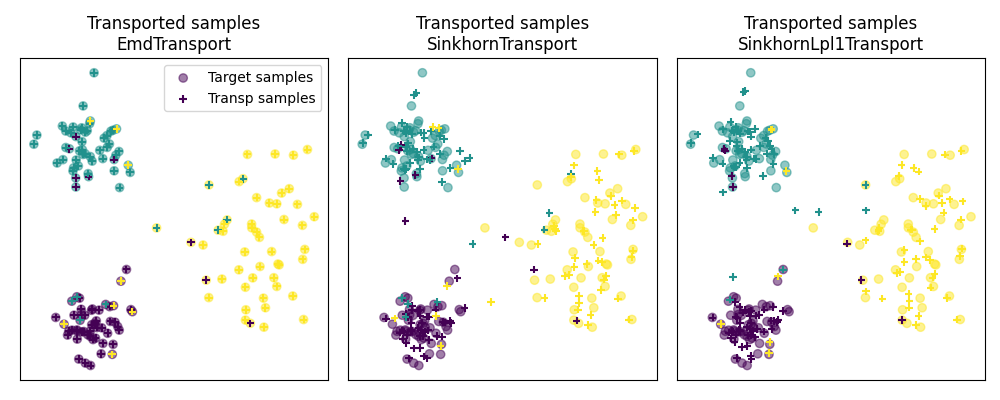 Transported samples
EmdTransport
Target samples
Transp samples
Transported samples
SinkhornTransport
Transported samples
SinkhornLpl1Transport